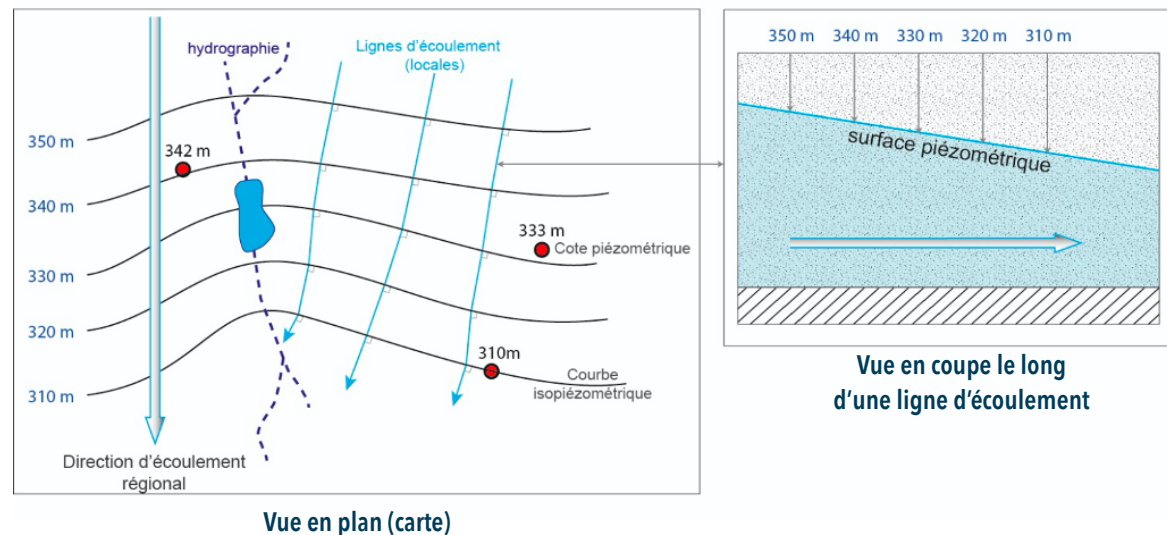 hydrographie
Lignes d'écoulement
(locales)
350 m
342 m
340 m
333 m
Cote piézométrique
330 m
320 m
310m
Courbe
isopiézométrique
310 m
Direction d'écoulement
régional
Vue en plan (carte)
350 m 340 m 330 m 320 m 310 m
surface piézométrique
Vue en coupe le long
d'une ligne d'écoulement